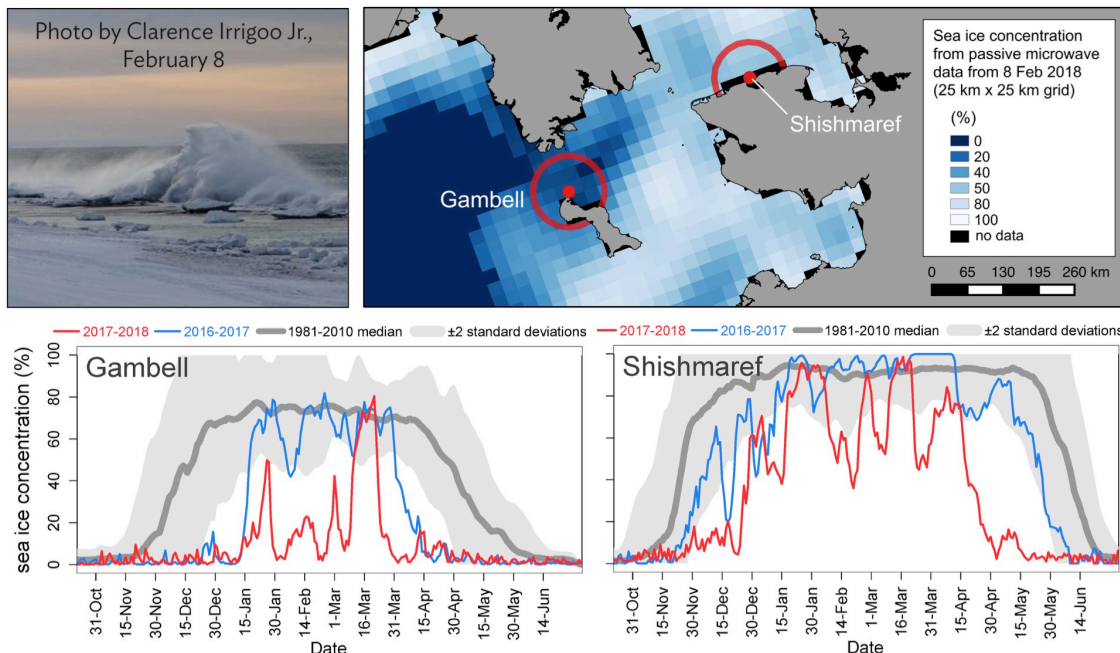 Photo by Clarence Irrigoo Jr.,
February 8
Gambell
Shishmaref
Sea ice concentration
from passive microwave
data from 8 Feb 2018
(25 km x 25 km grid)
(%)
0
20
40
50
80
100
no data
0 65 130 195 260 km
2017-2018 2016-2017 1981-2010 median ±2 standard deviations
2017-2018 2016-2017 1981-2010 median ±2 standard deviations
Gambell
sea ice concentration (%)
100
80
60
40
20
0
31-Oct
15-Nov
30-Nov
15-Dec
30-Dec
15-Jan
30-Jan
14-Feb
1-Mar
16-Mar
31-Mar
15-Apr
30-Apr
15-May
30-May
14-Jun
Date
Shishmaref
31-Oct
15-Nov
30-Nov
15-Dec
30-Dec
15-Jan
30-Jan
14-Feb
1-Mar
16-Mar
31-Mar
15-Apr
30-Apr
15-May
30-May
14-Jun
Date